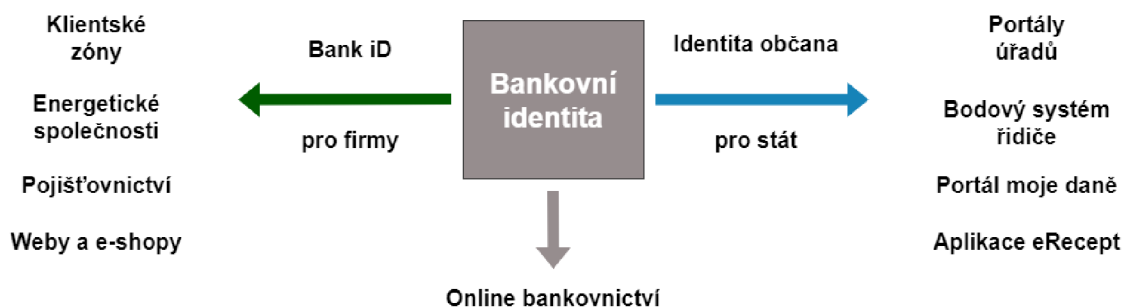 Klientské
zóny
Energetické
společnosti
Pojišťovnictví
Weby a e-shopy
Bank iD
pro firmy
Bankovní
identita
Identita občana
pro stát
Portály
úřadů
Bodový systém
řidiče
Portál moje daně
Aplikace eRecept
Online bankovnictví